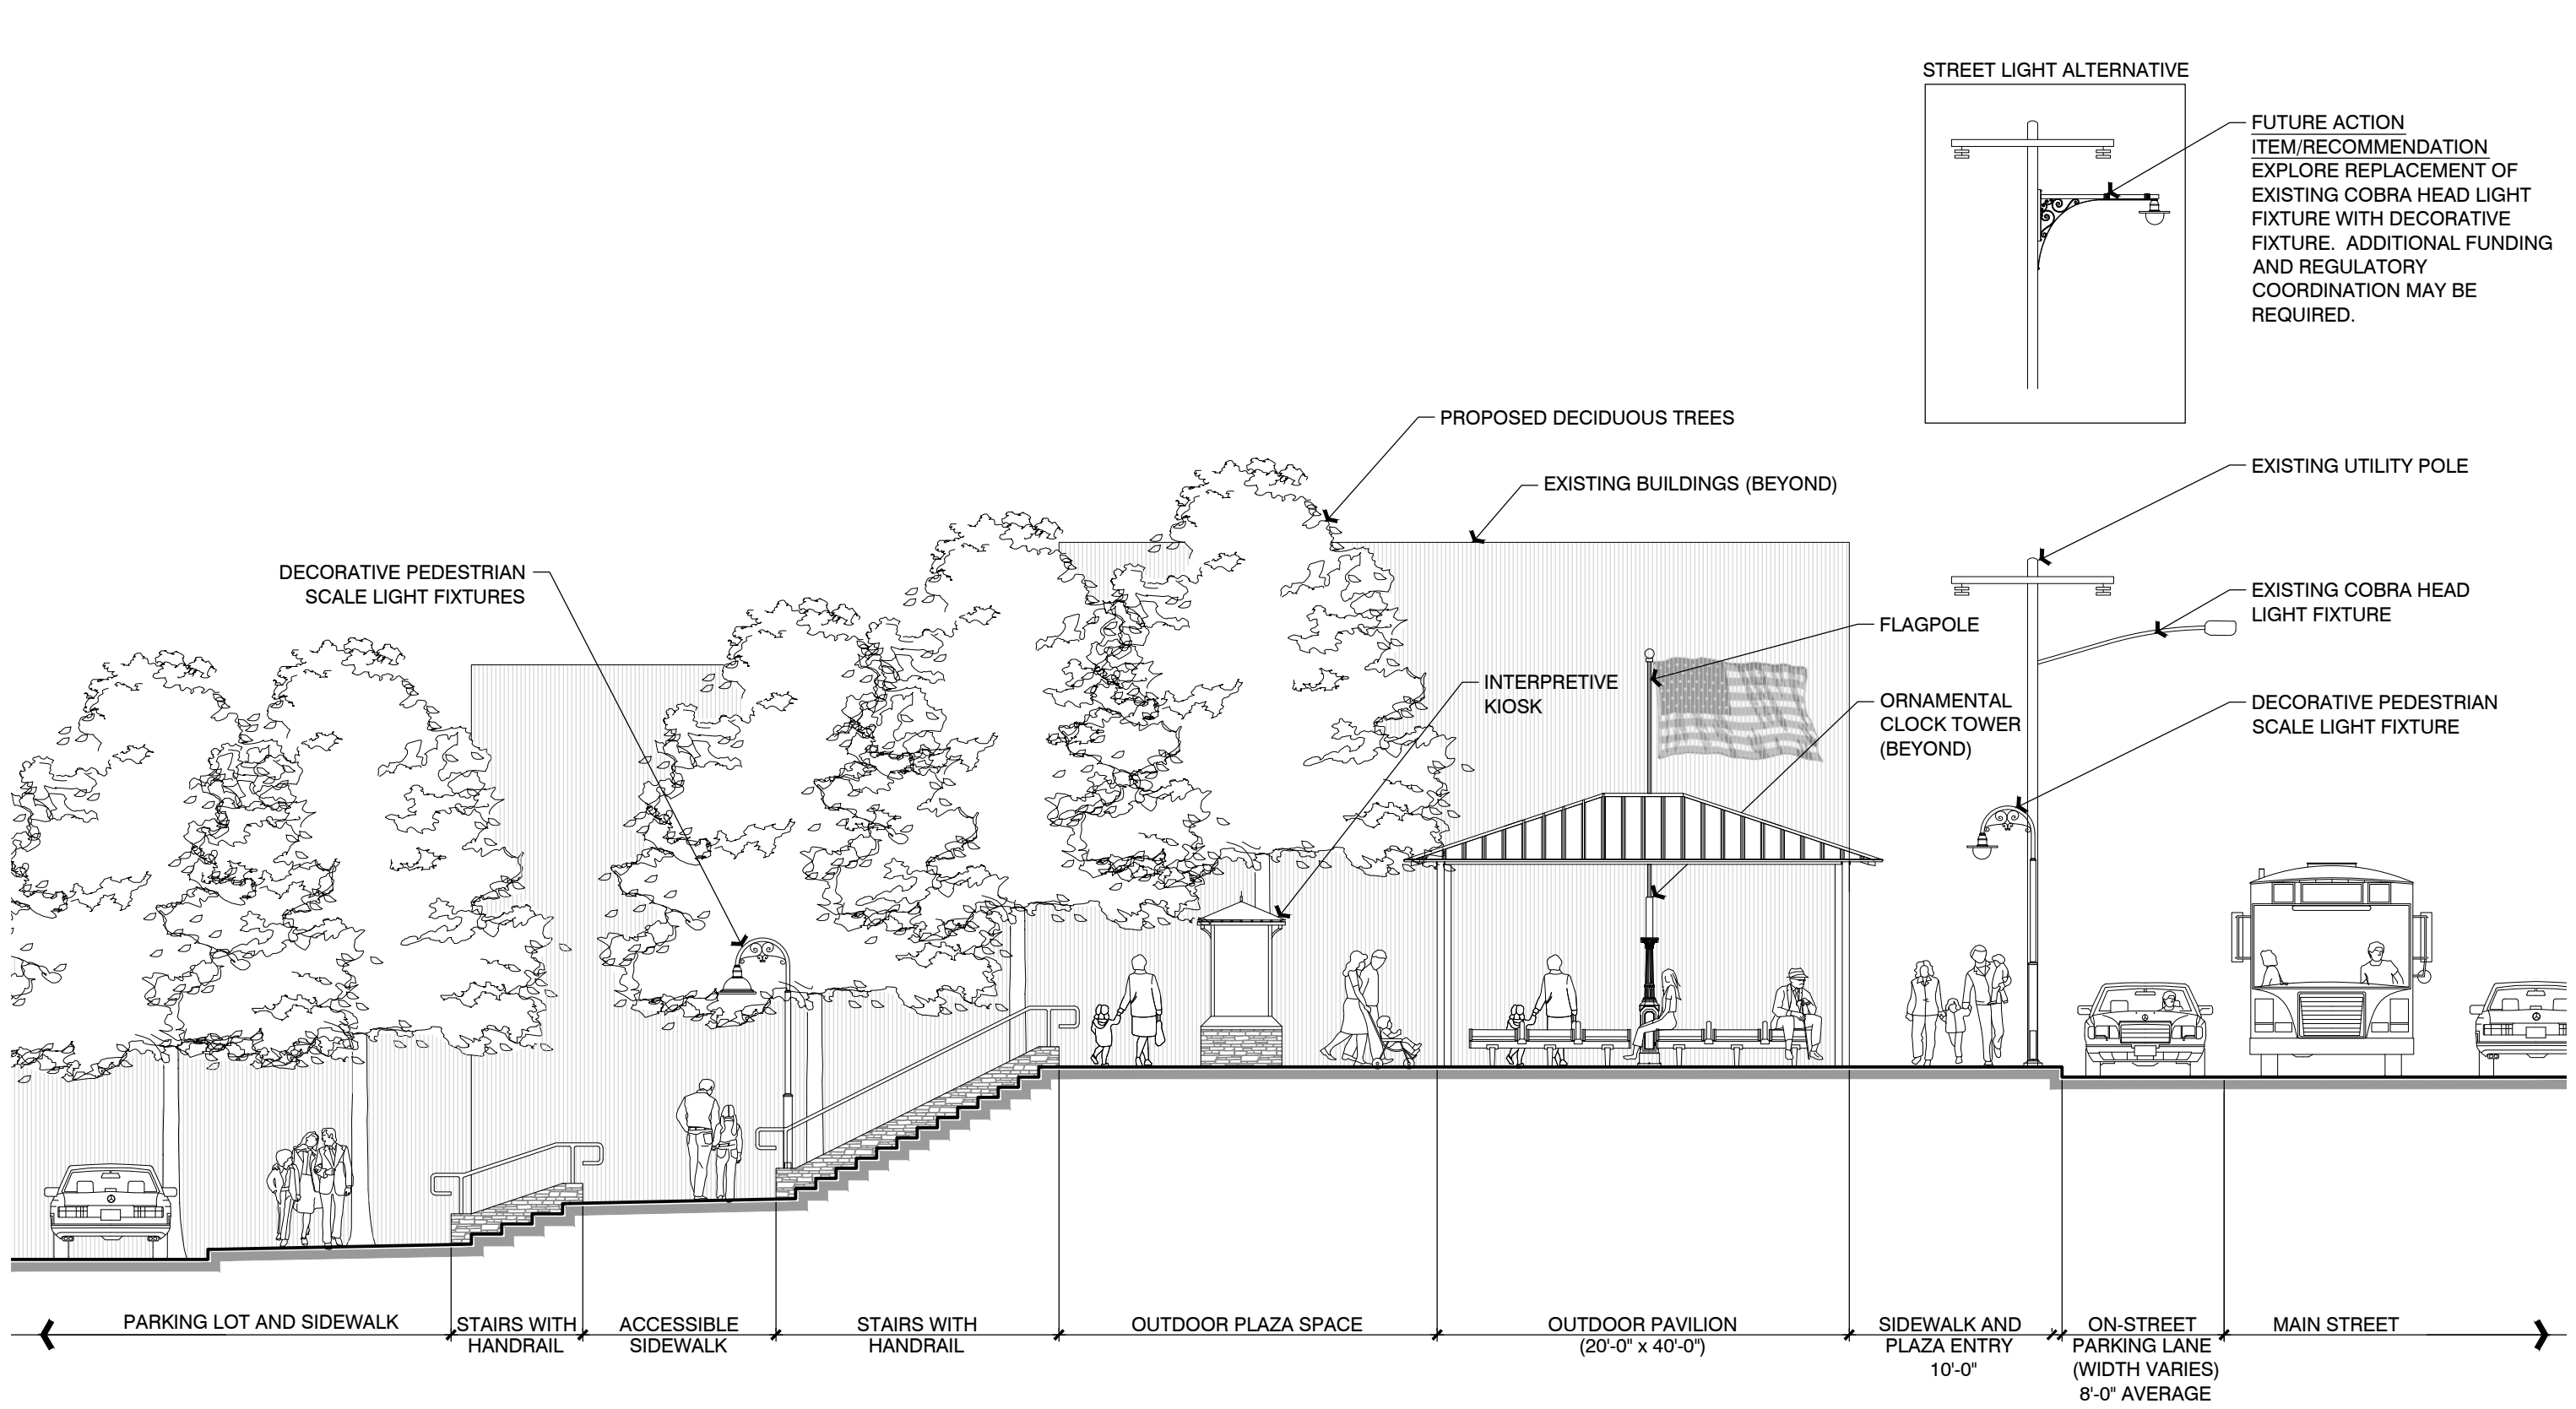 STREET LIGHT ALTERNATIVE
FUTURE ACTION
ITEM/RECOMMENDATION
EXPLORE REPLACEMENT OF
EXISTING COBRA HEAD LIGHT
FIXTURE WITH DECORATIVE
FIXTURE.  ADDITIONAL FUNDING
AND REGULATORY
COORDINATION MAY BE
REQUIRED.
PROPOSED DECIDUOUS TREES
EXISTING BUILDINGS (BEYOND)
EXISTING UTILITY POLE
DECORATIVE PEDESTRIAN
SCALE LIGHT FIXTURES
EXISTING COBRA HEAD
LIGHT FIXTURE
FLAGPOLE
INTERPRETIVE
KIOSK
ORNAMENTAL
CLOCK TOWER
(BEYOND)
DECORATIVE PEDESTRIAN
SCALE LIGHT FIXTURE
PARKING LOT AND SIDEWALK
STAIRS WITH
HANDRAIL
ACCESSIBLE
SIDEWALK
STAIRS WITH
HANDRAIL
OUTDOOR PLAZA SPACE
OUTDOOR PAVILION
(20'-0" x 40'-0")
SIDEWALK AND
PLAZA ENTRY
10'-0"
ON-STREET
PARKING LANE
(WIDTH VARIES)
8'-0" AVERAGE
MAIN STREET